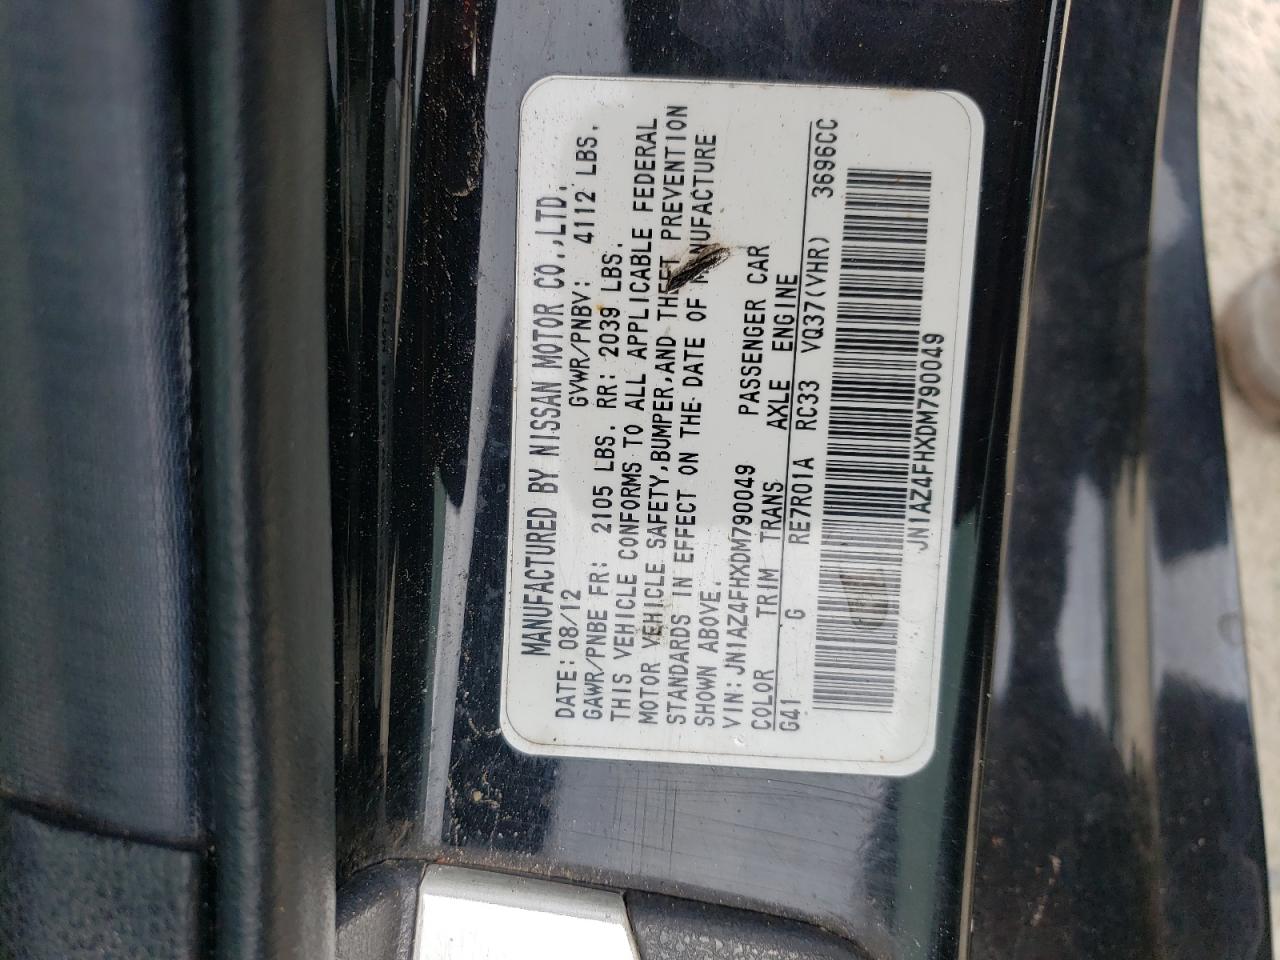 MANUFACTURED BY NISSAN MOTOR CO.,LTD.
DATE: 08/12 GVWR/PNBV: 4112 LBS.
GAWR/PNBE FR: 2105 LBS. RR: 2039 LBS.
THIS VEHICLE CONFORMS TO ALL APPLICABLE FEDERAL
MOTOR VEHICLE SAFETY,BUMPER,AND THEFT PREVENTION
STANDARDS IN EFFECT ON THE DATE OF MANUFACTURE
SHOWN ABOVE.
VIN:JN1AZ4FHXDM790049 PASSENGER CAR
COLOR TRIM TRANS AXLE ENGINE
G41 G RE7R01A RC33 VQ37(VHR) 3696CC
JN1AZ4FHXDM790049